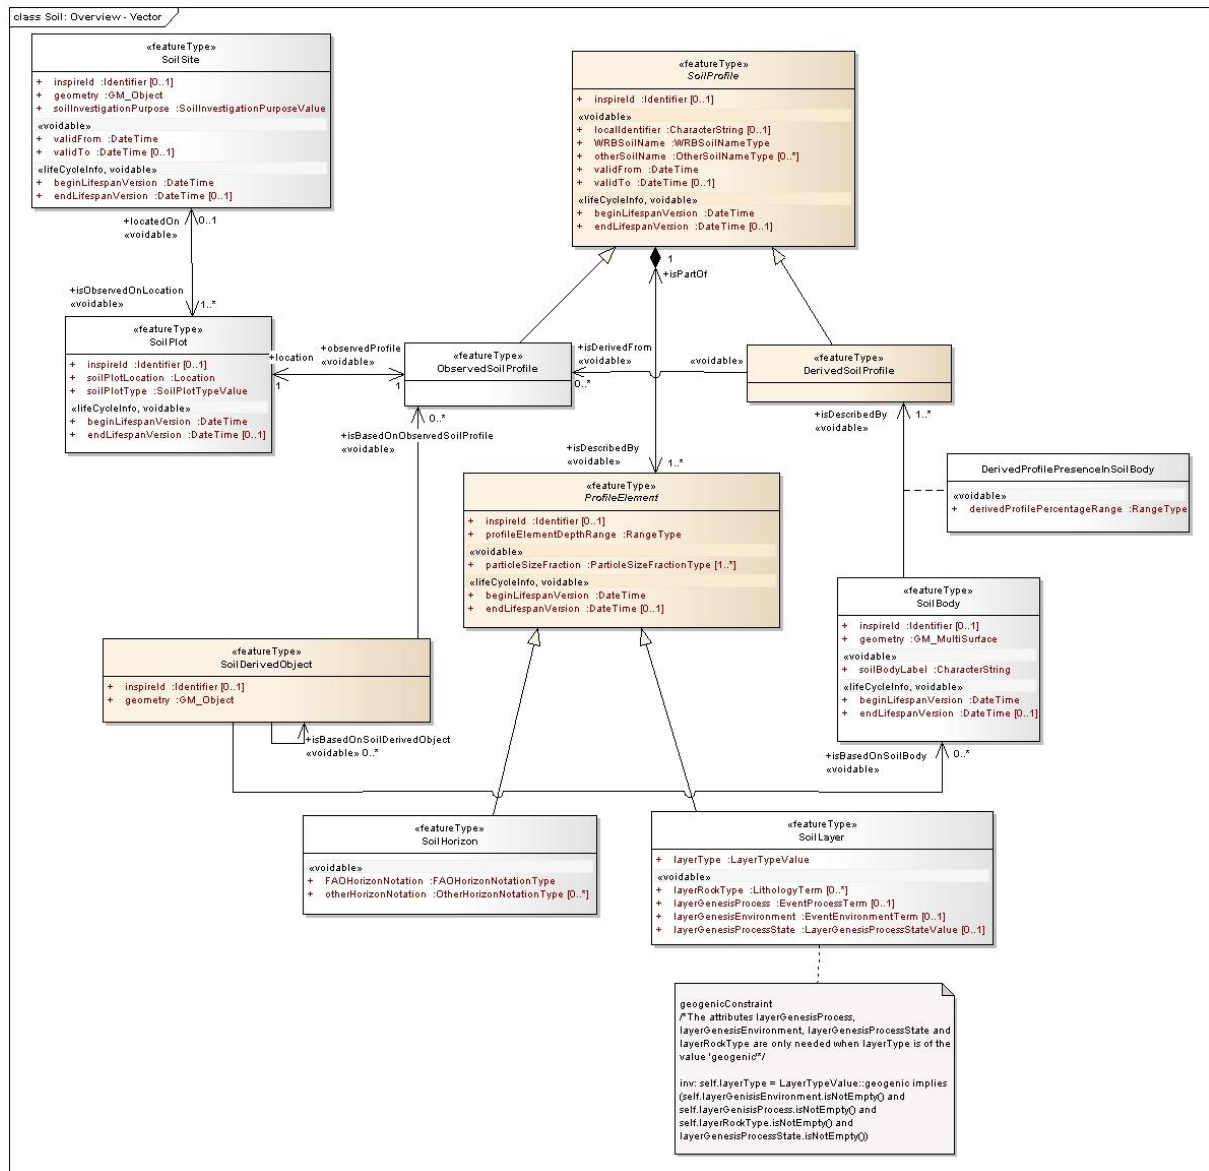 class Soil: Overview - Vector
«featureType»
SoilSite
+ inspireId :Identifier [0..1]
+ geometry :GM_Object
+ soilInvestigationPurpose :SoilInvestigationPurposeValue
«voidable»
+ validFrom :DateTime
+ validTo :DateTime [0..1]
«lifeCycleInfo, voidable»
+ beginLifespanVersion :DateTime
+ endLifespanVersion :DateTime [0..1]
«featureType»
SoilProfile
+ inspireId :Identifier [0..1]
«voidable»
+ localIdentifier :CharacterString [0..1]
+ WRBSoilName :WRBSoilNameType
+ otherSoilName :OtherSoilNameType [0..*]
+ validFrom :DateTime
+ validTo :DateTime [0..1]
«lifeCycleInfo, voidable»
+ beginLifespanVersion :DateTime
+ endLifespanVersion :DateTime [0..1]
+locatedOn 0..1
«voidable»
1
+isPartOf
+isObservedOnLocation
«voidable» 1..*
«featureType»
SoilPlot
+ inspireId :Identifier [0..1]
+ soilPlotLocation :Location
+ soilPlotType :SoilPlotTypeValue
«lifeCycleInfo, voidable»
+ beginLifespanVersion :DateTime
+ endLifespanVersion :DateTime [0..1]
+location
1
+observedProfile
«voidable»
1
«featureType»
ObservedSoilProfile
+isDerivedFrom
«voidable»
0..*
«voidable»
«featureType»
DerivedSoilProfile
0..*
+isBasedOnObservedSoilProfile
«voidable»
+isDescribedBy
«voidable» 1..*
+isDescribedBy 1..*
«voidable»
DerivedProfilePresenceInSoilBody
«voidable»
+ derivedProfilePercentageRange :RangeType
«featureType»
ProfileElement
+ inspireId :Identifier [0..1]
+ profileElementDepthRange :RangeType
«voidable»
+ particleSizeFraction :ParticleSizeFractionType [1..*]
«lifeCycleInfo, voidable»
+ beginLifespanVersion :DateTime
+ endLifespanVersion :DateTime [0..1]
«featureType»
SoilBody
+ inspireId :Identifier [0..1]
+ geometry :GM_MultiSurface
«voidable»
+ soilBodyLabel :CharacterString
«lifeCycleInfo, voidable»
+ beginLifespanVersion :DateTime
+ endLifespanVersion :DateTime [0..1]
«featureType»
SoilDerivedObject
+ inspireId :Identifier [0..1]
+ geometry :GM_Object
+isBasedOnSoilDerivedObject
«voidable» 0..*
+isBasedOnSoilBody 0..*
«voidable»
«featureType»
SoilHorizon
«voidable»
+ FAOHorizonNotation :FAOHorizonNotationType
+ otherHorizonNotation :OtherHorizonNotationType [0..*]
«featureType»
SoilLayer
+ layerType :LayerTypeValue
«voidable»
+ layerRockType :LithologyTerm [0..*]
+ layerGenesisProcess :EventProcessTerm [0..1]
+ layerGenesisEnvironment :EventEnvironmentTerm [0..1]
+ layerGenesisProcessState :LayerGenesisProcessStateValue [0..1]
geogenicConstraint
/*The attributes layerGenesisProcess,
layerGenesisEnvironment, layerGenesisProcessState and
layerRockType are only needed when layerType is of the
value 'geogenic'*/
inv: self.layerType = LayerTypeValue::geogenic implies
(self.layerGenisisEnvironment.isNotEmpty() and
self.layerGenisisProcess.isNotEmpty() and
self.layerRockType.isNotEmpty() and
layerGenesisProcessState.isNotEmpty())